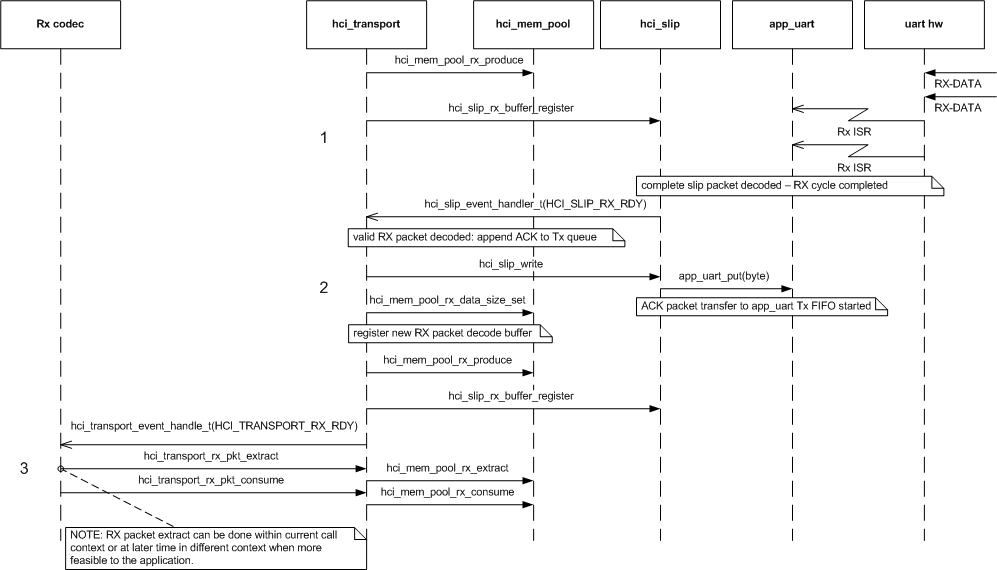 Rx codec
hci_transport
hci_mem_pool
hci_slip
app_uart
uart hw
hci_mem_pool_rx_produce
RX-DATA
hci_slip_rx_buffer_register
RX-DATA
1
Rx ISR
Rx ISR
complete slip packet decoded – RX cycle completed
hci_slip_event_handler_t(HCI_SLIP_RX_RDY)
valid RX packet decoded: append ACK to Tx queue
hci_slip_write
app_uart_put(byte)
2
hci_mem_pool_rx_data_size_set
ACK packet transfer to app_uart Tx FIFO started
register new RX packet decode buffer
hci_mem_pool_rx_produce
hci_slip_rx_buffer_register
hci_transport_event_handle_t(HCI_TRANSPORT_RX_RDY)
3
hci_transport_rx_pkt_extract
hci_mem_pool_rx_extract
hci_transport_rx_pkt_consume
hci_mem_pool_rx_consume
NOTE: RX packet extract can be done within current call
context or at later time in different context when more
feasible to the application.